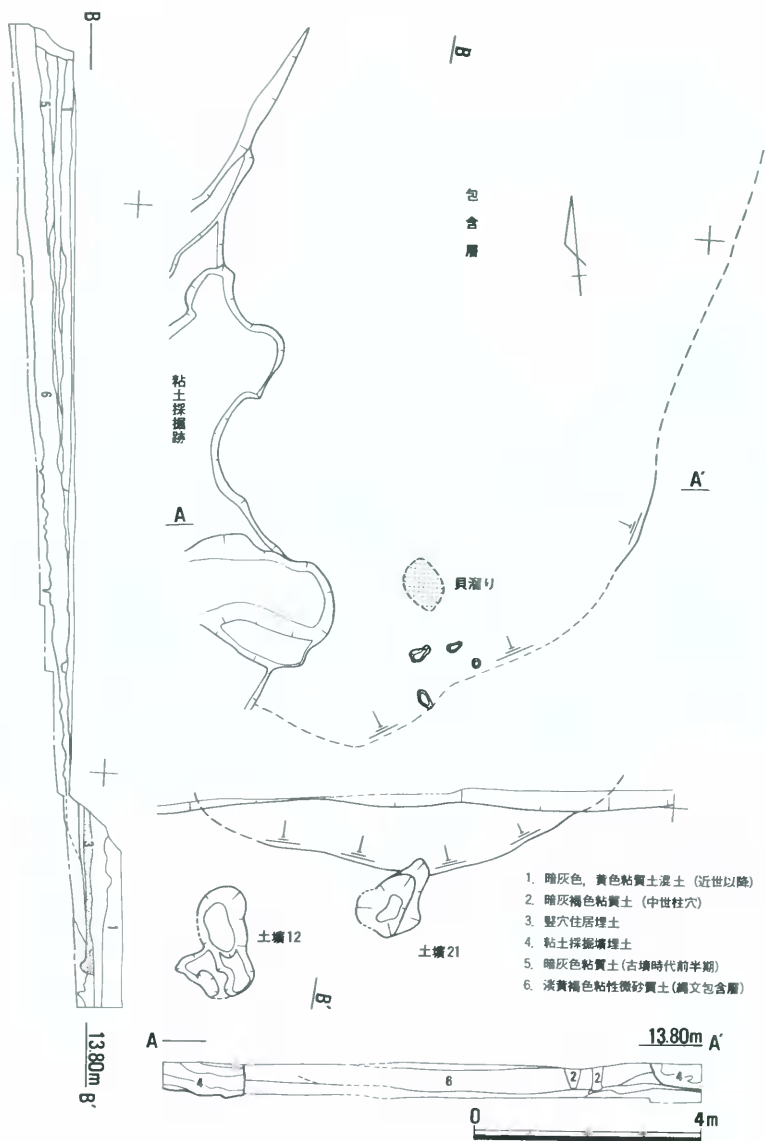 B
B
包含層
粘土採掘跡
A
A′
貝溜り
5
1
6
3
1
土壙12
土壙21
B′
1. 暗灰色, 黄色粘質土混土 (近世以降)
2. 暗灰褐色粘質土 (中世柱穴)
3. 竪穴住居埋土
4. 粘土採掘壙埋土
5. 暗灰色粘質土(古墳時代前半期)
6. 淡黄褐色粘性微砂質土(縄文包含層)
13.80m B′
A
13.80m A′
4
6
2
2
4
0
4m